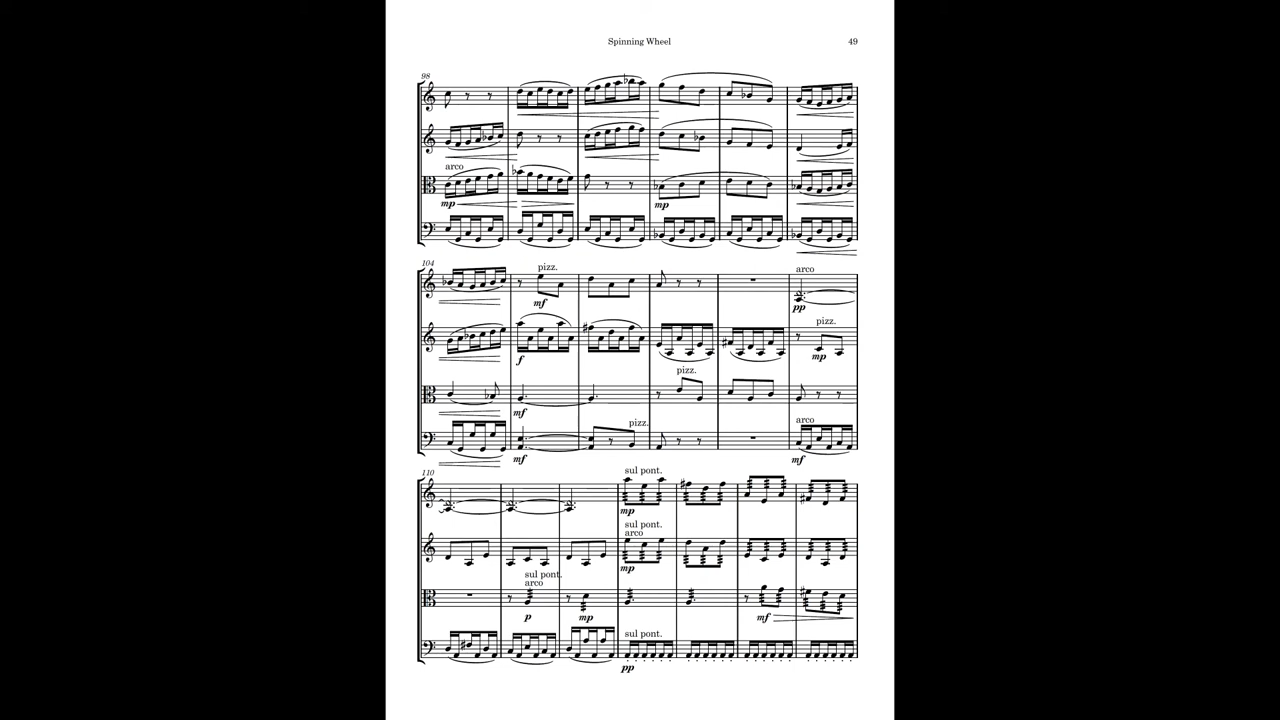 Spinning Wheel 49
98
arco
mp
mp
104
pizz.
arco
mf
pp
pizz.
f
mp
pizz.
mf
pizz.
arco
mf
mf
110
sul pont.
mp
sul pont.
arco
mp
sul pont.
arco
p
mp
mf
sul pont.
pp